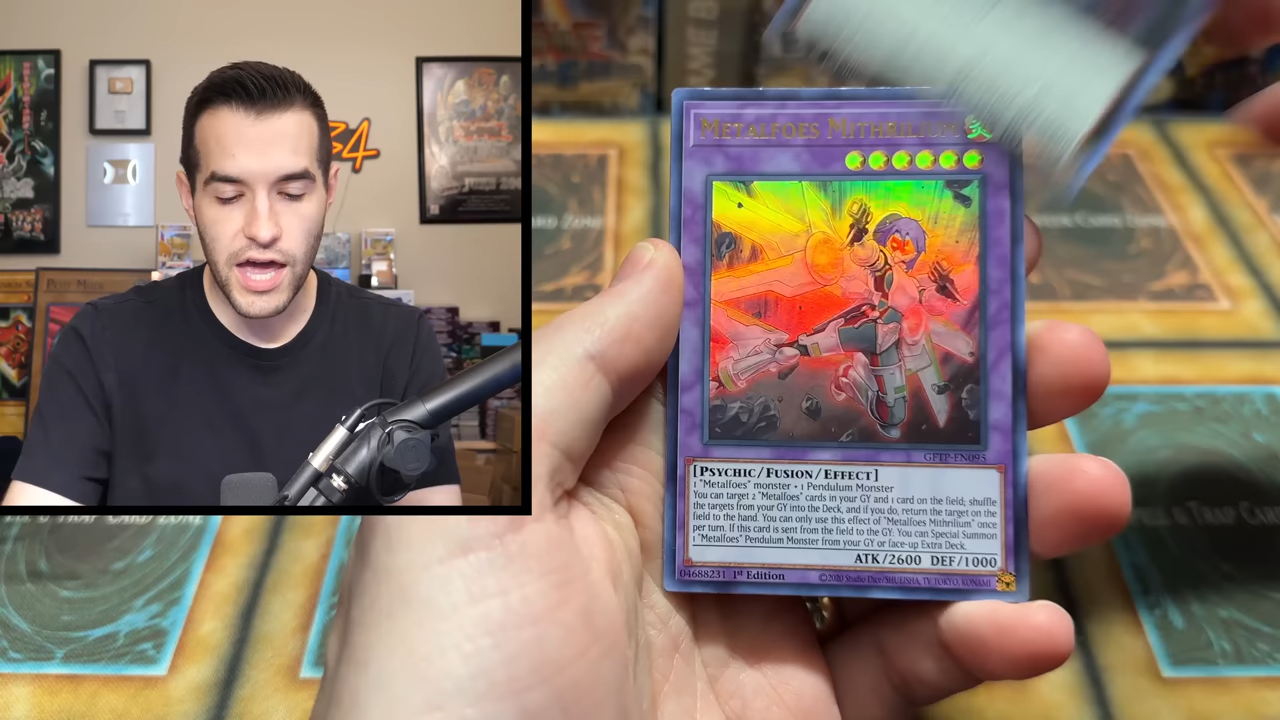 34
METALFOES MITHRILIUM
GFTP-EN095
[PSYCHIC/FUSION/EFFECT]
1 "Metalfoes" monster + 1 Pendulum Monster
You can target 2 "Metalfoes" cards in your GY and 1 card on the field; shuffle
the targets from your GY into the Deck, and if you do, return the target on the
field to the hand. You can only use this effect of "Metalfoes Mithrilium" once
per turn. If this card is sent from the field to the GY: You can Special Summon
1 "Metalfoes" Pendulum Monster from your GY or face-up Extra Deck.
ATK/2600 DEF/1000
04688231 1st Edition
©2020 Studio Dice/SHUEISHA, TV TOKYO, KONAMI
& TRAP CARD ZONE